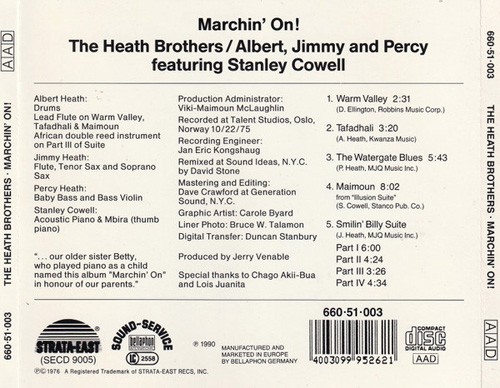 Marchin' On!
The Heath Brothers/Albert, Jimmy and Percy
featuring Stanley Cowell
Albert Heath:
Drums
Lead Flute on Warm Valley,
Tafadhali & Maimoun
African double reed instrument
on Part III of Suite
Jimmy Heath:
Flute, Tenor Sax and Soprano
Sax
Percy Heath:
Baby Bass and Bass Violin
Stanley Cowell:
Acoustic Piano & Mbira (thumb
piano)
"... our older sister Betty,
who played piano as a child
named this album "Marchin' On"
in honour of our parents."
Production Administrator:
Viki-Maimoun McLaughlin
Recorded at Talent Studios, Oslo,
Norway 10/22/75
Recording Engineer:
Jan Eric Kongshaug
Remixed at Sound Ideas, N.Y.C.
by David Stone
Mastering and Editing:
Dave Crawford at Generation
Sound, N.Y.C.
Graphic Artist: Carole Byard
Liner Photo: Bruce W. Talamon
Digital Transfer: Duncan Stanbury
Produced by Jerry Venable
Special thanks to Chago Akii-Bua
and Lois Juanita
1. Warm Valley 2:31
(D. Ellington, Robbins Music Corp.)
2. Tafadhali 3:20
(A. Heath, Kwanza Music)
3. The Watergate Blues 5:43
(P. Heath, MJQ Music Inc.)
4. Maimoun 8:02
from "Illusion Suite"
(S. Cowell, Stanco Pub. Co.)
5. Smilin' Billy Suite
(J. Heath, MJQ Music Inc.)
Part I 6:00
Part II 4:24
Part III 3:26
Part IV 4:34
STRATA-EAST
(SECD 9005)
℗©1976 A Registered Trademark of STRATA-EAST RECS, INC.
SOUND-SERVICE
bellaphon
LC 2558
℗ 1990
MANUFACTURED AND
MARKETED IN EUROPE
BY BELLAPHON GERMANY
660·51·003
4003099952621
COMPACT
disc
DIGITAL AUDIO
AAD
AAD
THE HEATH BROTHERS · MARCHIN' ON!
660·51·003
660·51·003
THE HEATH BROTHERS · MARCHIN' ON!
AAD